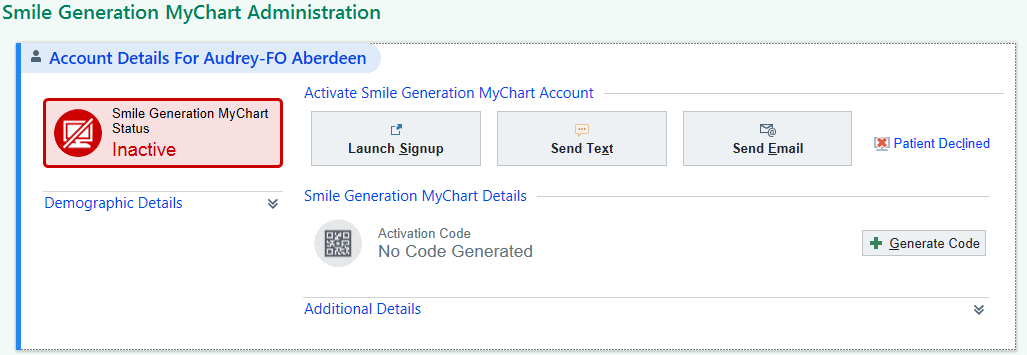 Smile Generation MyChart Administration
Account Details For Audrey-FO Aberdeen
Smile Generation MyChart
Status
Inactive
Demographic Details
Activate Smile Generation MyChart Account
Launch Signup
Send Text
Send Email
Patient Declined
Smile Generation MyChart Details
Activation Code
No Code Generated
Generate Code
Additional Details